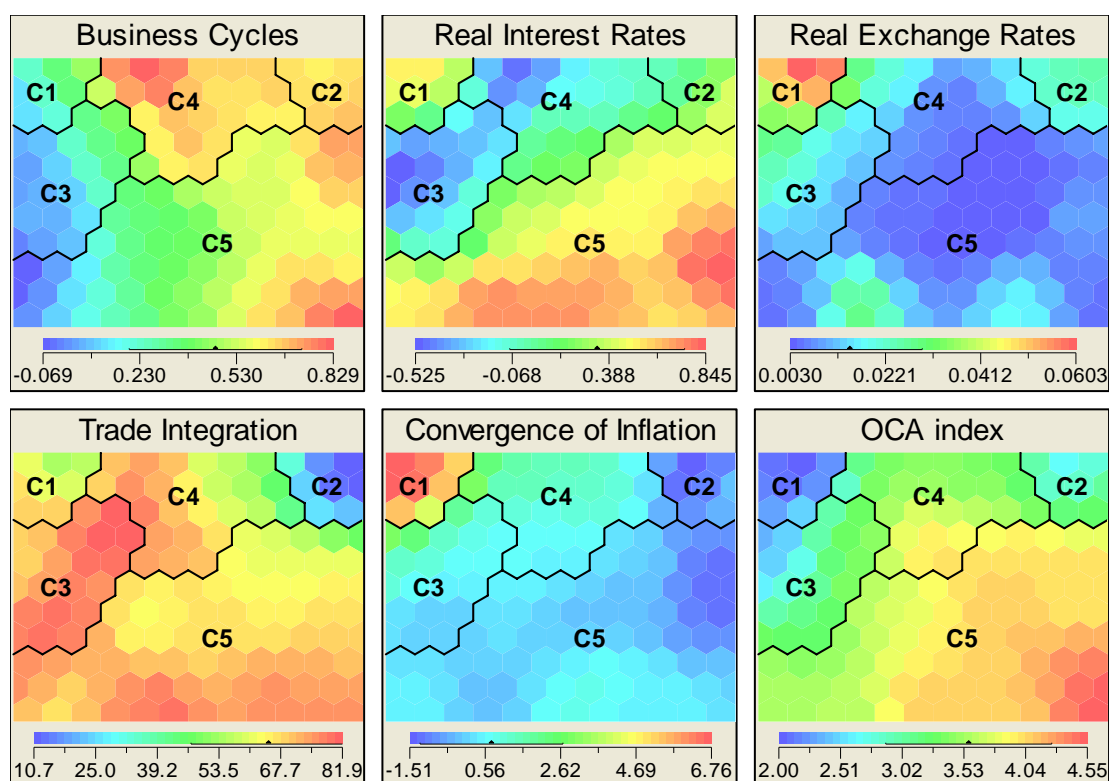 Business Cycles
C1
C4
C2
C3
C5
-0.069 0.230 0.530 0.829
Real Interest Rates
C1
C4
C2
C3
C5
-0.525 -0.068 0.388 0.845
Real Exchange Rates
C1
C4
C2
C3
C5
0.0030 0.0221 0.0412 0.0603
Trade Integration
C1
C4
C2
C3
C5
10.7 25.0 39.2 53.5 67.7 81.9
Convergence of Inflation
C1
C4
C2
C3
C5
-1.51 0.56 2.62 4.69 6.76
OCA index
C1
C4
C2
C3
C5
2.00 2.51 3.02 3.53 4.04 4.55